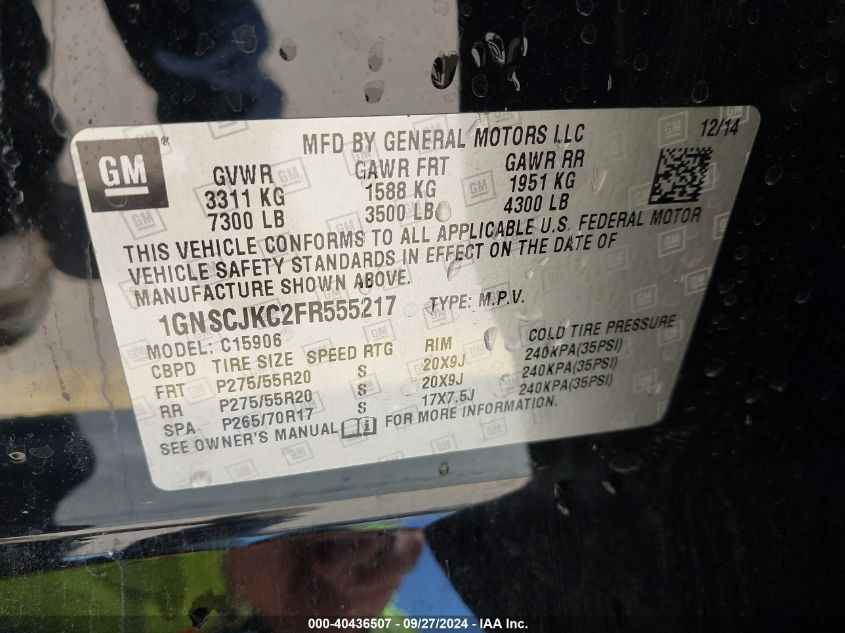 MFD BY GENERAL MOTORS LLC 12/14
GM
GVWR GAWR FRT GAWR RR
3311 KG 1588 KG 1951 KG
7300 LB 3500 LB 4300 LB
THIS VEHICLE CONFORMS TO ALL APPLICABLE U.S. FEDERAL MOTOR
VEHICLE SAFETY STANDARDS IN EFFECT ON THE DATE OF
MANUFACTURE SHOWN ABOVE.
1GNSCJKC2FR555217 TYPE: M.P.V.
MODEL: C15906
CBPD TIRE SIZE SPEED RTG RIM COLD TIRE PRESSURE
FRT P275/55R20 S 20X9J 240KPA(35PSI)
RR P275/55R20 S 20X9J 240KPA(35PSI)
SPA P265/70R17 S 17X7.5J 240KPA(35PSI)
SEE OWNER'S MANUAL FOR MORE INFORMATION.
000-40436507 - 09/27/2024 - IAA Inc.